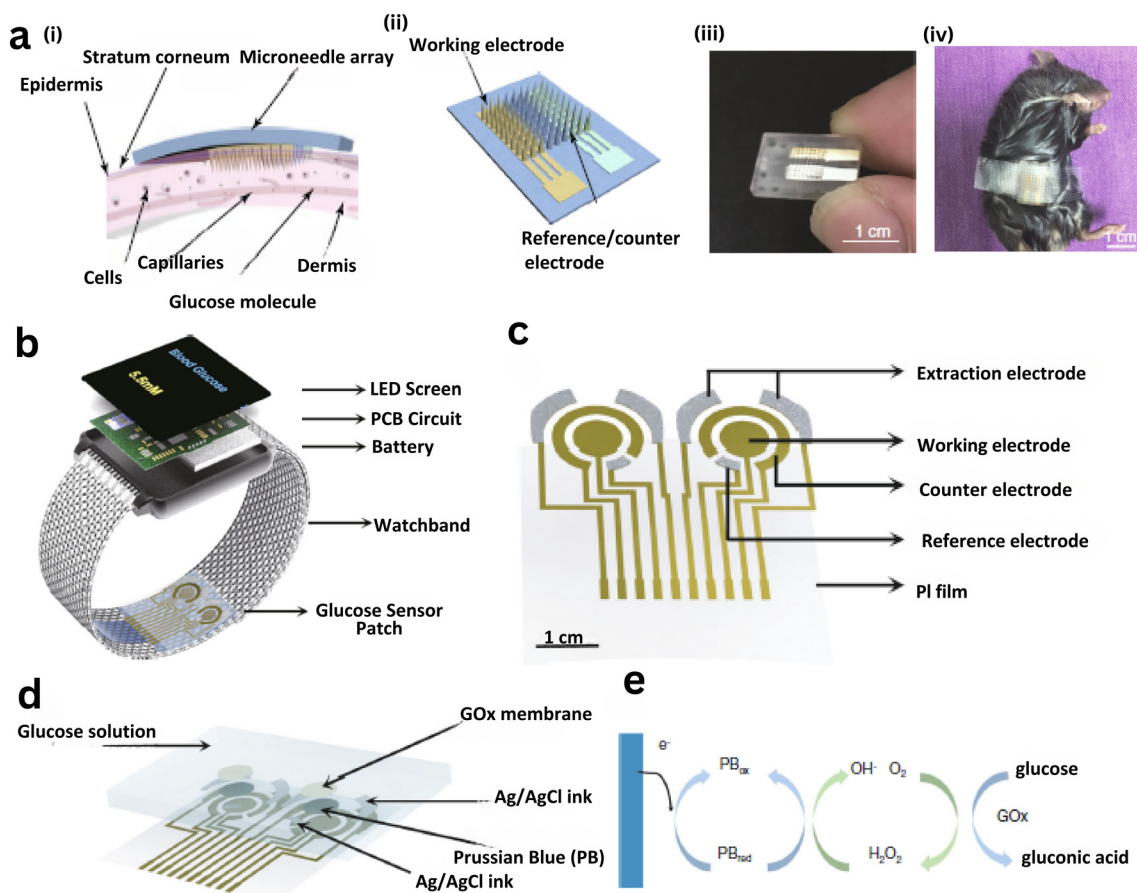 a (i)
Stratum corneum
Microneedle array
Epidermis
Cells
Capillaries
Glucose molecule
Dermis
(ii)
Working electrode
Reference/counter
electrode
(iii)
1 cm
(iv)
1 cm
b
Blood Glucose
5.5mM
LED Screen
PCB Circuit
Battery
Watchband
Glucose Sensor
Patch
c
Extraction electrode
Working electrode
Counter electrode
Reference electrode
PI film
1 cm
d
Glucose solution
GOx membrane
Ag/AgCl ink
Prussian Blue (PB)
Ag/AgCl ink
e
e-
PBox
PBred
OH- O2
H2O2
glucose
GOx
gluconic acid